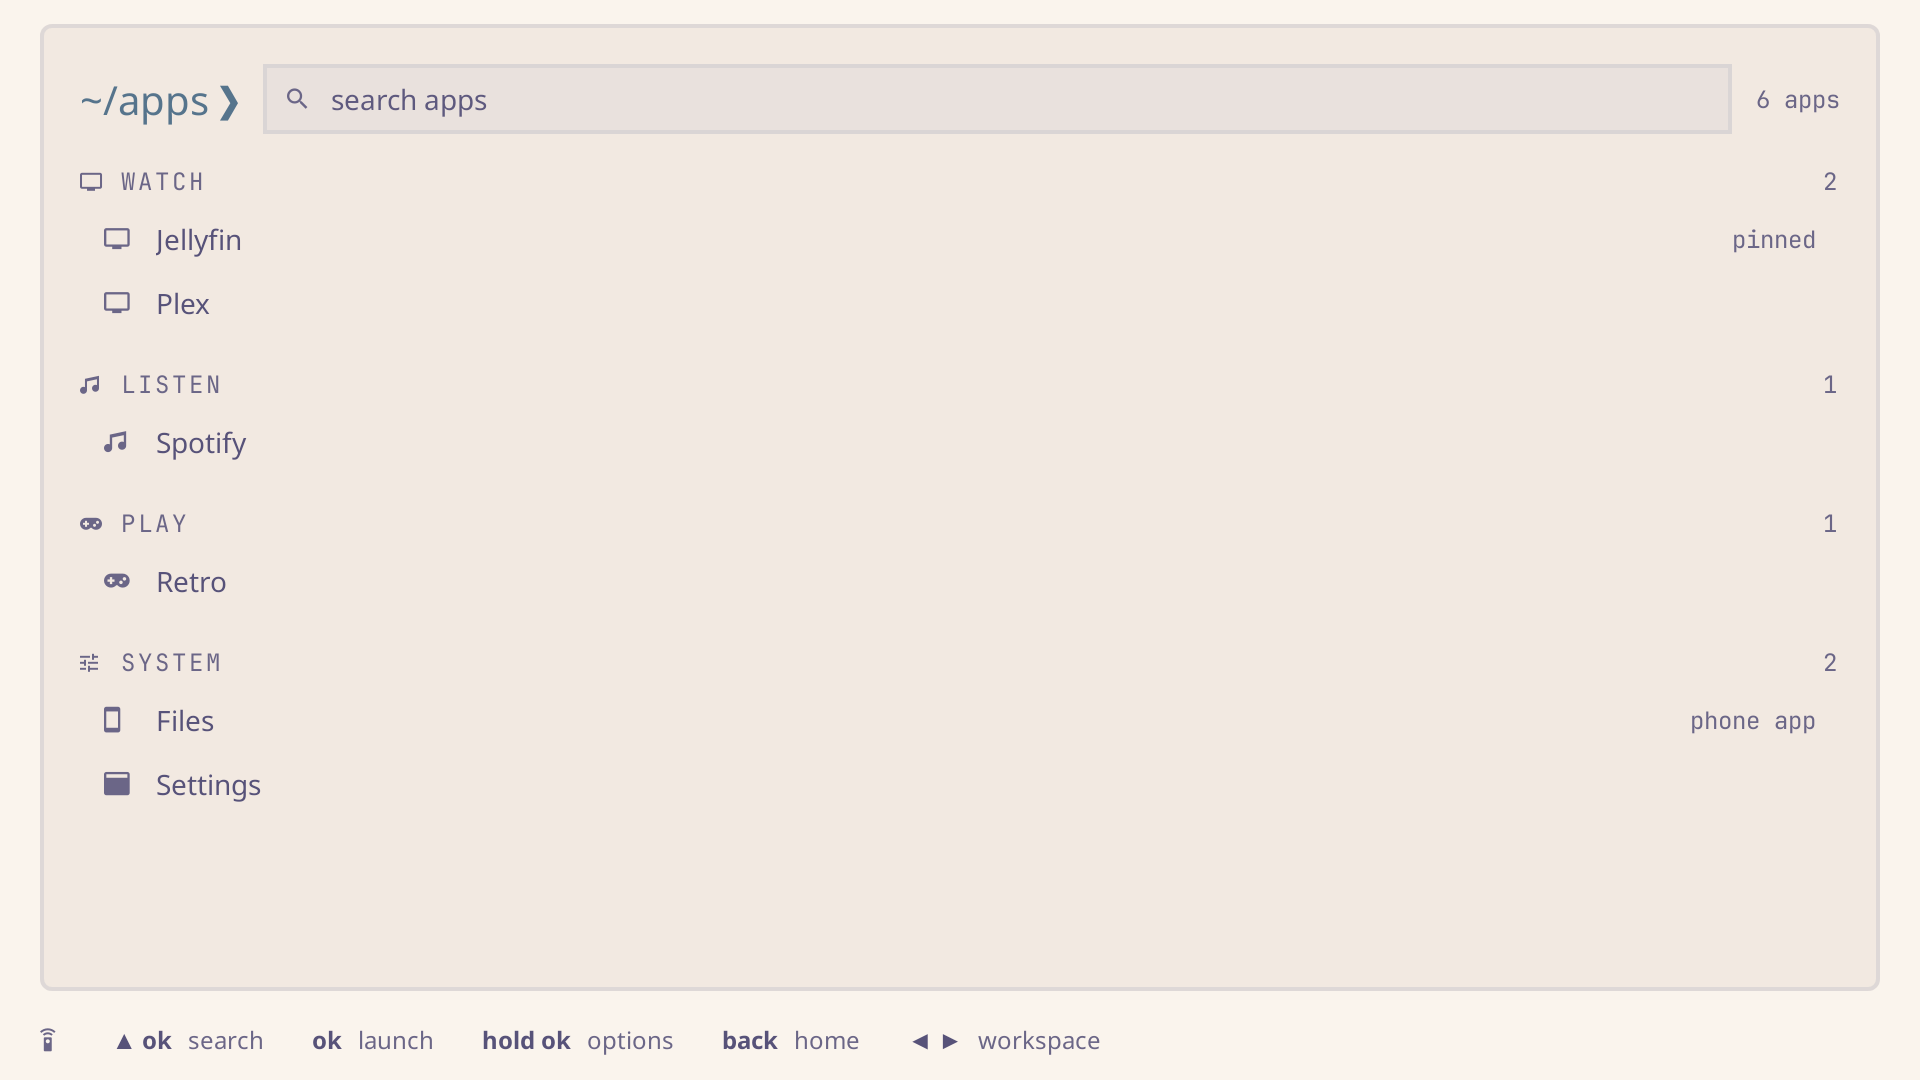 ~/apps ❯ search apps 6 apps
WATCH 2
Jellyfin pinned
Plex
LISTEN 1
Spotify
PLAY 1
Retro
SYSTEM 2
Files phone app
Settings
▲ ok search ok launch hold ok options back home ◀ ▶ workspace